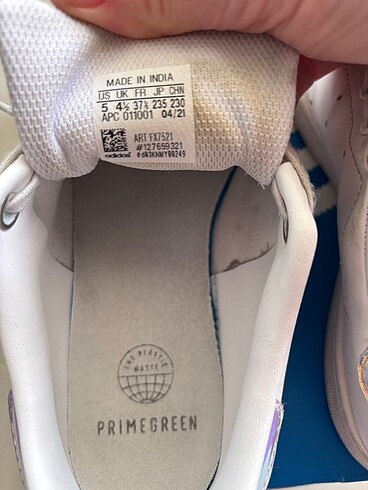 MADE IN INDIA
US UK FR JP CHN
5 4½ 37⅓ 235 230
APC 011001 04/21
ART FX7521
#127659321
adidas
END PLASTIC
WASTE
PRIMEGREEN